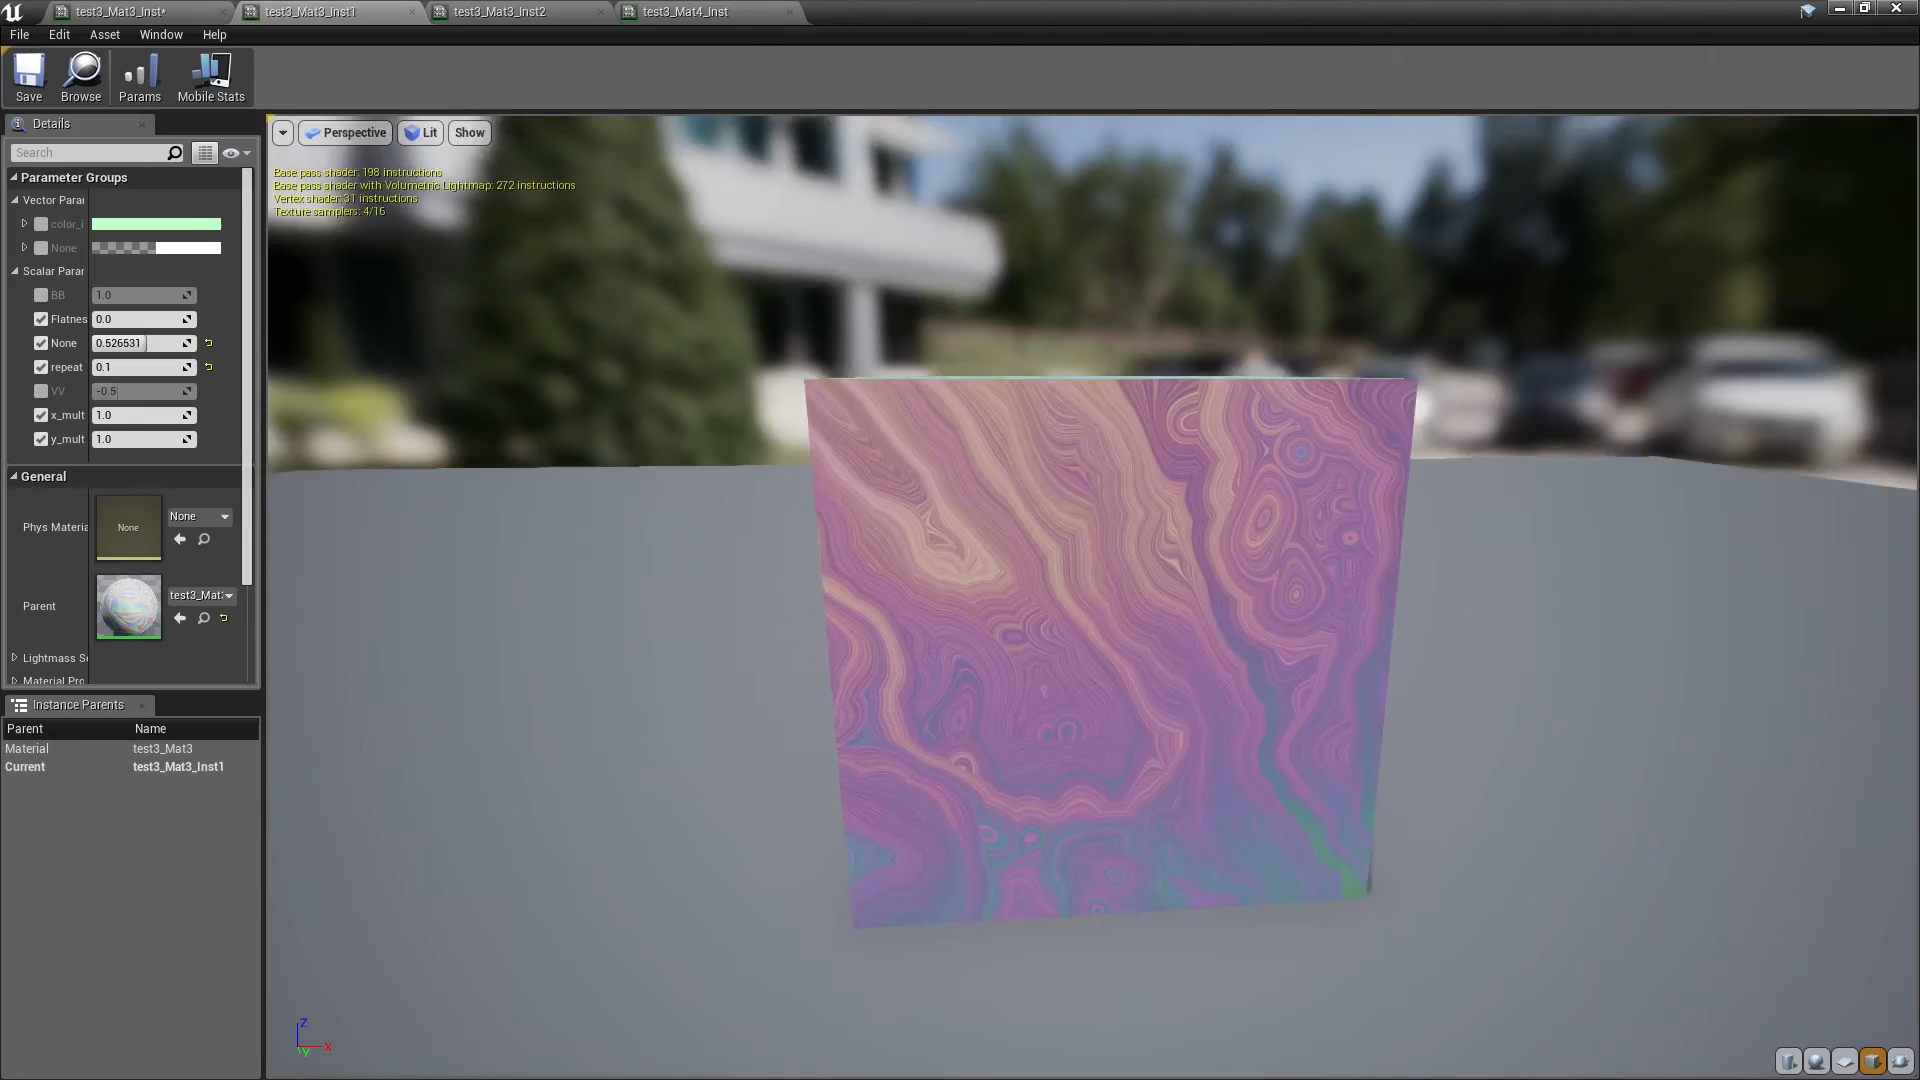 test3_Mat3_Inst*
test3_Mat3_Inst1
test3_Mat3_Inst2
test3_Mat4_Inst
File Edit Asset Window Help
Save Browse Params Mobile Stats
Details
Search
Perspective Lit Show
Base pass shader: 198 instructions
Base pass shader with Volumetric Lightmap: 272 instructions
Vertex shader: 31 instructions
Texture samplers: 4/16
Parameter Groups
Vector Parar
color_i
None
Scalar Parar
BB 1.0
Flatnes 0.0
None 0.526531
repeat 0.1
VV -0.5
x_mult 1.0
y_mult 1.0
General
Phys Materia None None
Parent test3_Mat:
Lightmass Se
Material Pro
Instance Parents
Parent Name
Material test3_Mat3
Current test3_Mat3_Inst1
Z
X
Y